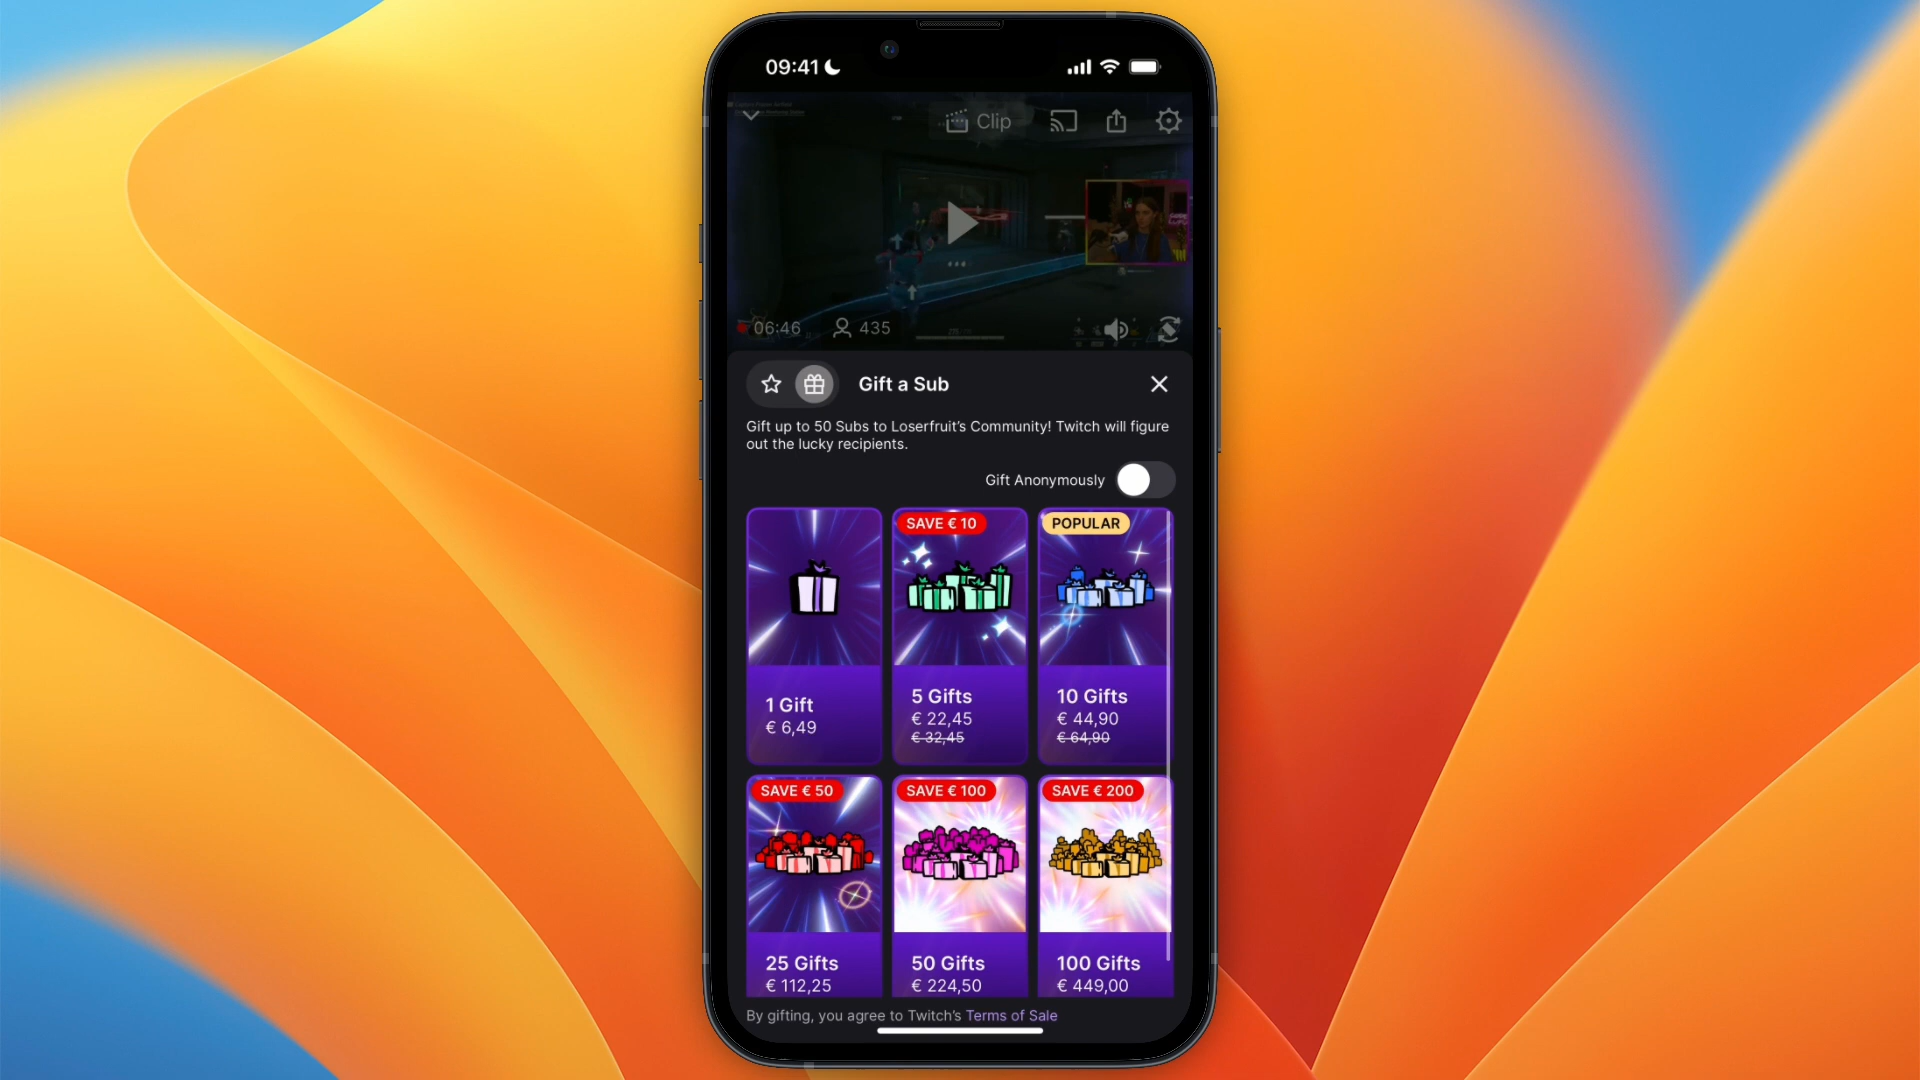 09:41
Clip
06:46
435
Gift a Sub
Gift up to 50 Subs to Loserfruit’s Community! Twitch will figure
out the lucky recipients.
Gift Anonymously
1 Gift
€ 6,49
SAVE € 10
5 Gifts
€ 22,45
€ 32,45
POPULAR
10 Gifts
€ 44,90
€ 64,90
SAVE € 50
25 Gifts
€ 112,25
SAVE € 100
50 Gifts
€ 224,50
SAVE € 200
100 Gifts
€ 449,00
By gifting, you agree to Twitch’s Terms of Sale